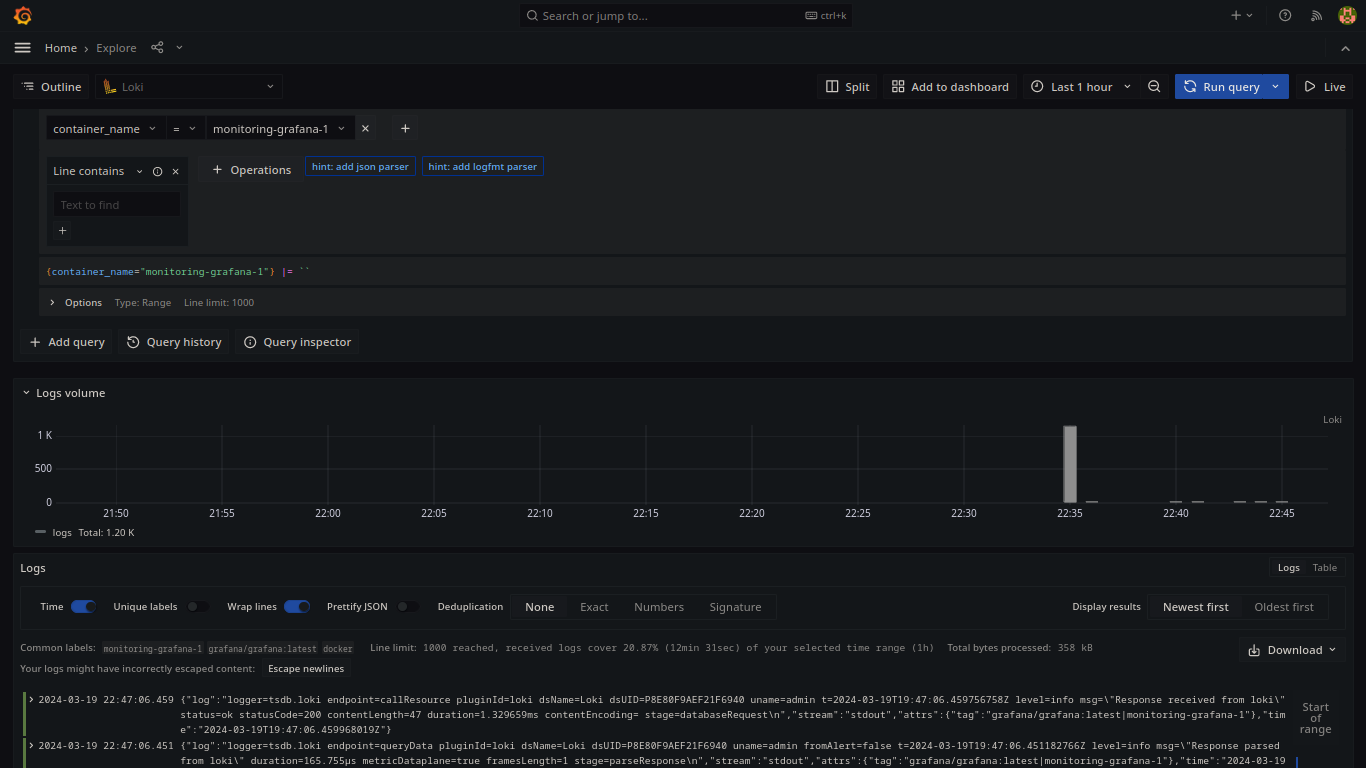 Search or jump to... ctrl+k
Home › Explore
Outline Loki Split Add to dashboard Last 1 hour Run query Live
container_name = monitoring-grafana-1 × +
Line contains × + Operations hint: add json parser hint: add logfmt parser
Text to find
+
{container_name="monitoring-grafana-1"} |= ``
Options Type: Range Line limit: 1000
+ Add query Query history Query inspector
Logs volume
Loki
1 K
500
0
21:50 21:55 22:00 22:05 22:10 22:15 22:20 22:25 22:30 22:35 22:40 22:45
logs Total: 1.20 K
Logs Logs Table
Time Unique labels Wrap lines Prettify JSON Deduplication None Exact Numbers Signature Display results Newest first Oldest first
Common labels: monitoring-grafana-1 grafana/grafana:latest docker Line limit: 1000 reached, received logs cover 20.87% (12min 31sec) of your selected time range (1h) Total bytes processed: 358 kB Download
Your logs might have incorrectly escaped content: Escape newlines
2024-03-19 22:47:06.459 {"log":"logger=tsdb.loki endpoint=callResource pluginId=loki dsName=Loki dsUID=P8E80F9AEF21F6940 uname=admin t=2024-03-19T19:47:06.459756758Z level=info msg=\"Response received from loki\"
status=ok statusCode=200 contentLength=47 duration=1.329659ms contentEncoding= stage=databaseRequest\n","stream":"stdout","attrs":{"tag":"grafana/grafana:latest|monitoring-grafana-1"},"tim
e":"2024-03-19T19:47:06.459968019Z"}
2024-03-19 22:47:06.451 {"log":"logger=tsdb.loki endpoint=queryData pluginId=loki dsName=Loki dsUID=P8E80F9AEF21F6940 uname=admin fromAlert=false t=2024-03-19T19:47:06.451182766Z level=info msg=\"Response parsed
from loki\" duration=165.755µs metricDataplane=true framesLength=1 stage=parseResponse\n","stream":"stdout","attrs":{"tag":"grafana/grafana:latest|monitoring-grafana-1"},"time":"2024-03-19
Start
of
range